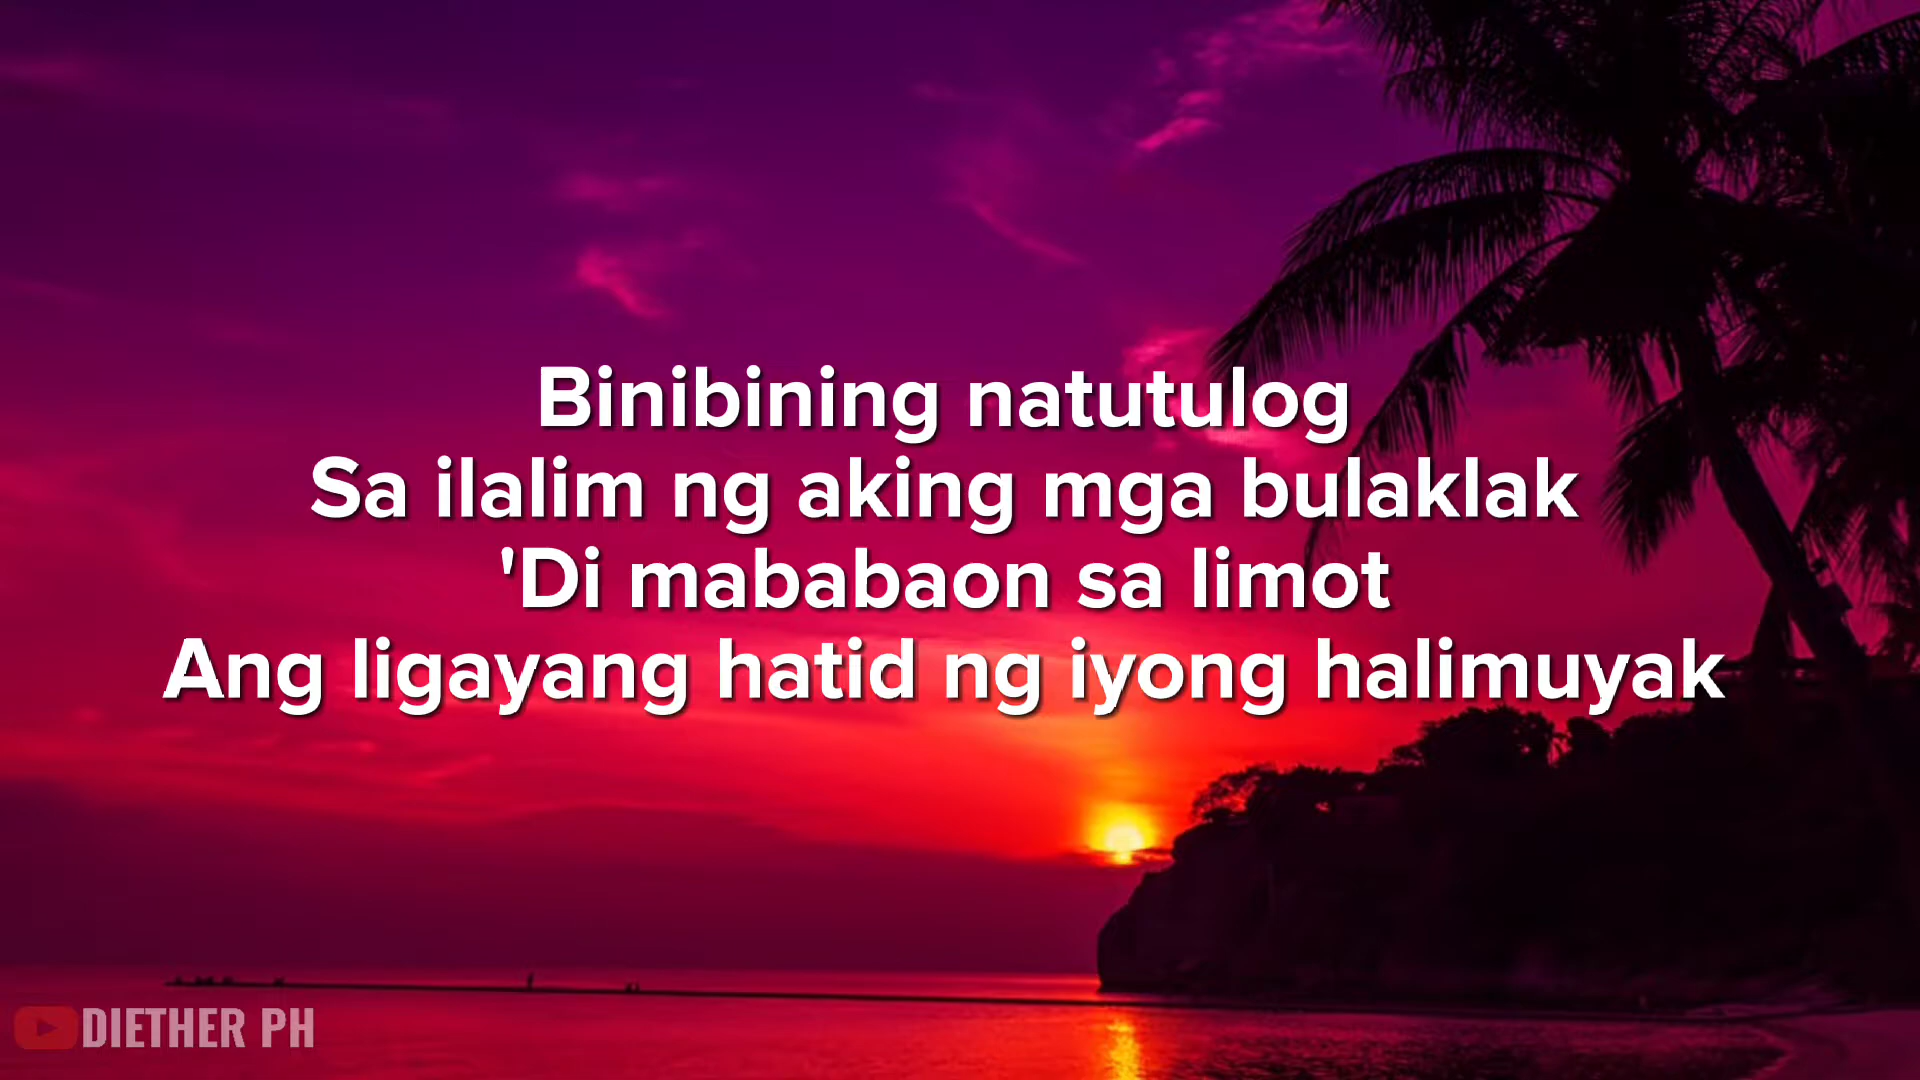 Binibining natutulog
Sa ilalim ng aking mga bulaklak
'Di mababaon sa limot
Ang ligayang hatid ng iyong halimuyak
DIETHER PH